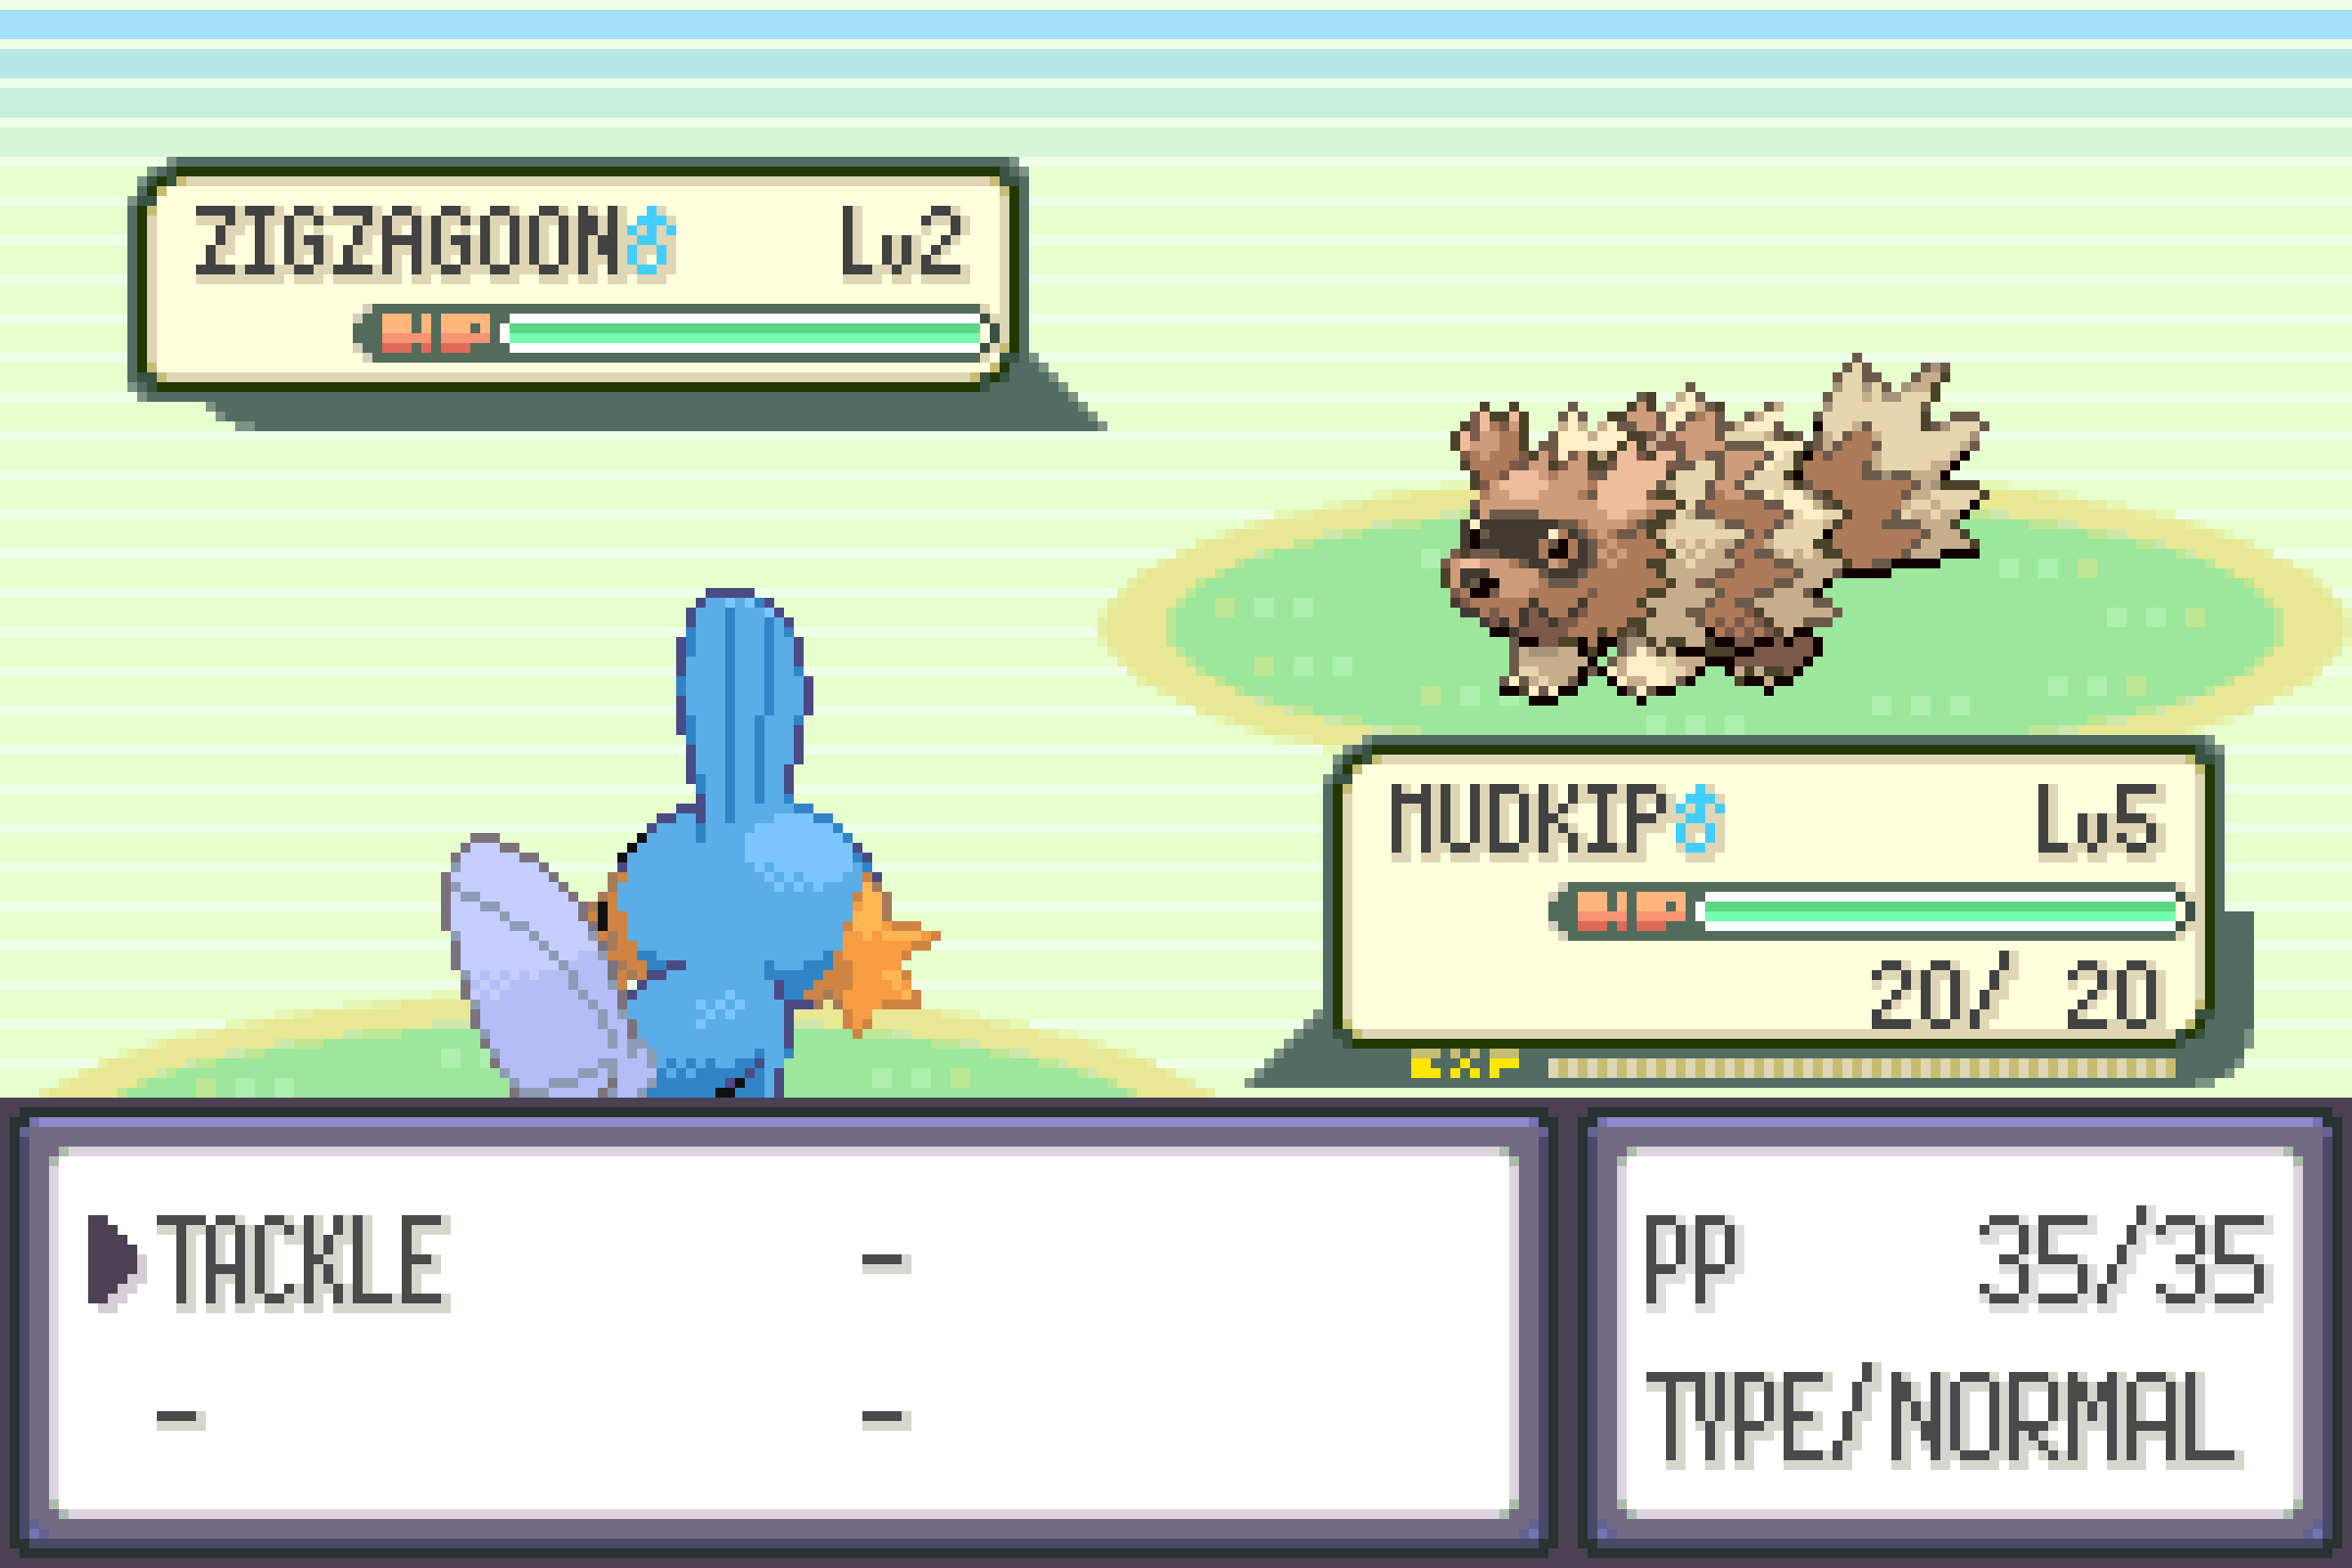 ZIGZAGOON♂ Lv2
HP
MUDKIP♂ Lv5
HP
20/ 20
EXP
TACKLE -
- -
PP 35/35
TYPE/NORMAL